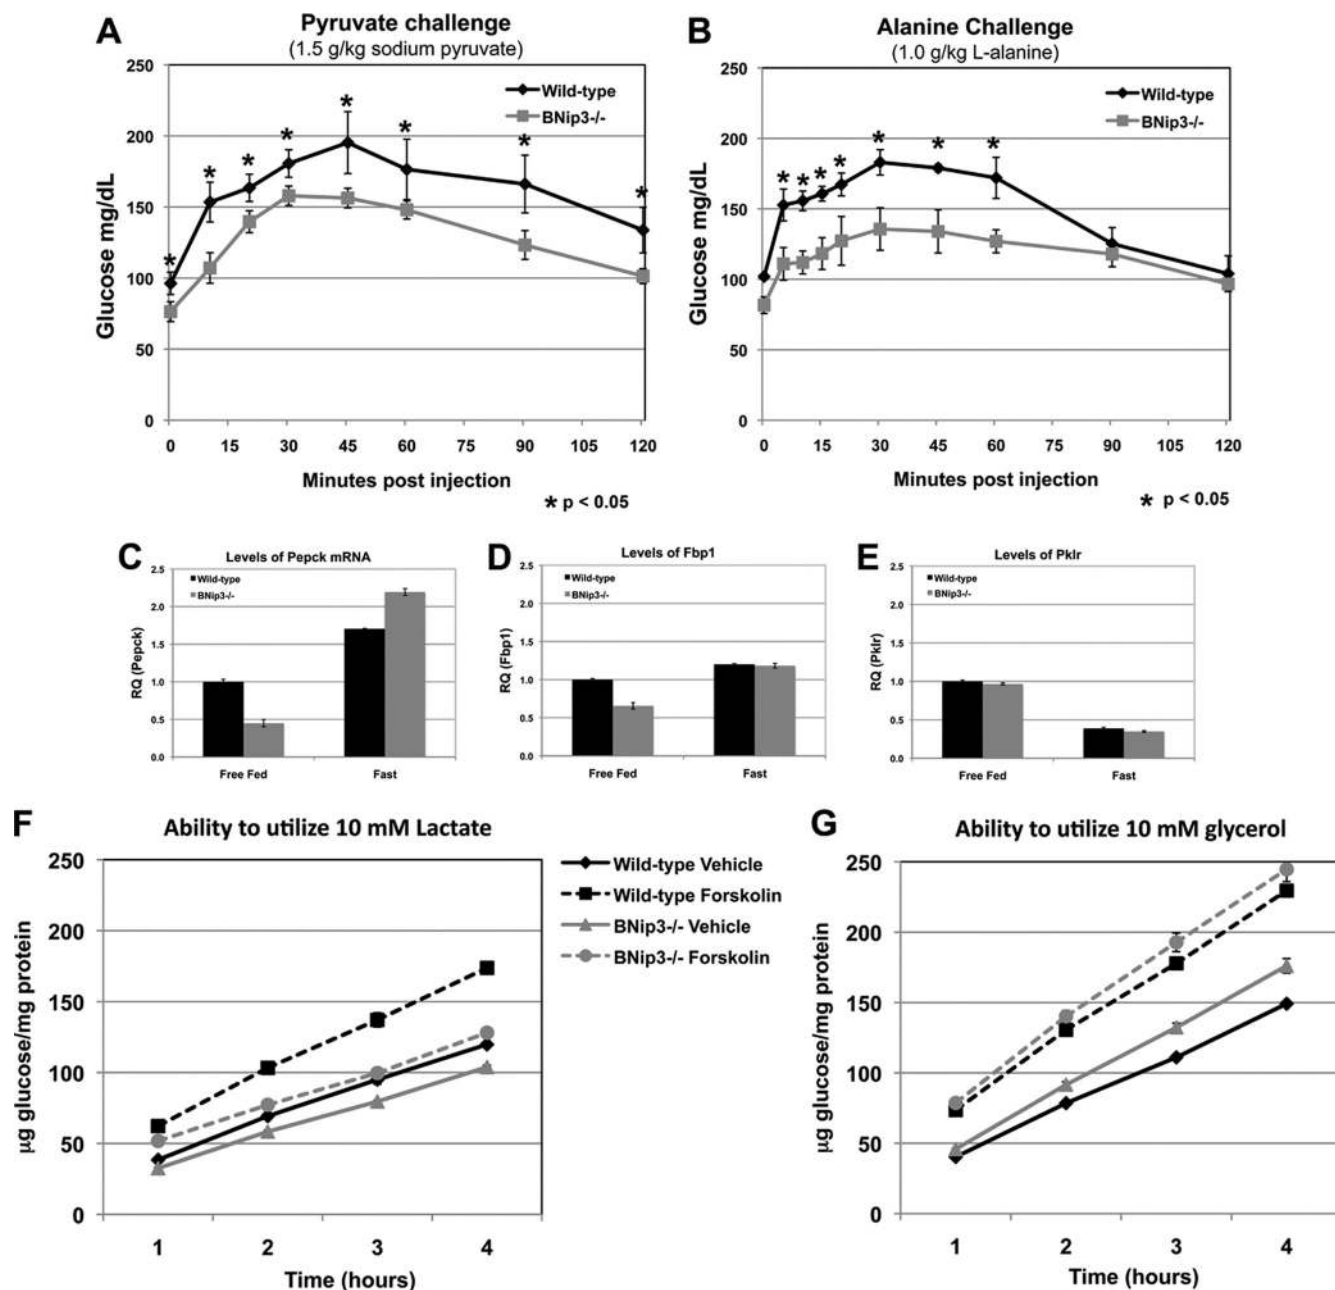 A
Pyruvate challenge
(1.5 g/kg sodium pyruvate)
250
200
150
100
50
0
Glucose mg/dL
Wild-type
BNip3-/-
* * * * * * * *
0 10 15 30 45 60 90 105 120
Minutes post injection
* p < 0.05
B
Alanine Challenge
(1.0 g/kg L-alanine)
250
200
150
100
50
0
Glucose mg/dL
Wild-type
BNip3-/-
* * * * * * *
0 15 30 45 60 75 90 105 120
Minutes post injection
* p < 0.05
C
Levels of Pepck mRNA
2.5
2.0
1.5
1.0
0.5
0.0
RQ (Pepck)
Wild-type
BNip3-/-
Free Fed Fast
D
Levels of Fbp1
2.5
2.0
1.5
1.0
0.5
0.0
RQ (Fbp1)
Wild-type
BNip3-/-
Free Fed Fast
E
Levels of Pklr
2.5
2.0
1.5
1.0
0.5
0.0
RQ (Pklr)
Wild-type
BNip3-/-
Free Fed Fast
F
Ability to utilize 10 mM Lactate
250
200
150
100
50
0
µg glucose/mg protein
1 2 3 4
Time (hours)
Wild-type Vehicle
Wild-type Forskolin
BNip3-/- Vehicle
BNip3-/- Forskolin
G
Ability to utilize 10 mM glycerol
250
200
150
100
50
0
µg glucose/mg protein
1 2 3 4
Time (hours)